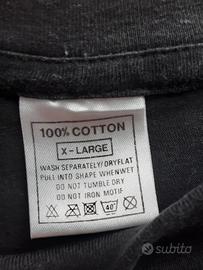 100% COTTON
X-LARGE
WASH SEPARATELY/DRYFLAT
PULL INTO SHAPE WHENWET
DO NOT TUMBLE DRY
DO NOT IRON MOTIF
40°
subito